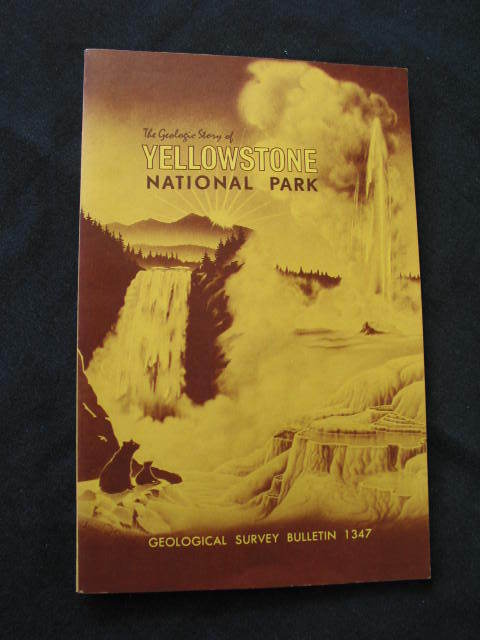 The Geologic Story of
YELLOWSTONE
NATIONAL PARK
GEOLOGICAL SURVEY BULLETIN 1347